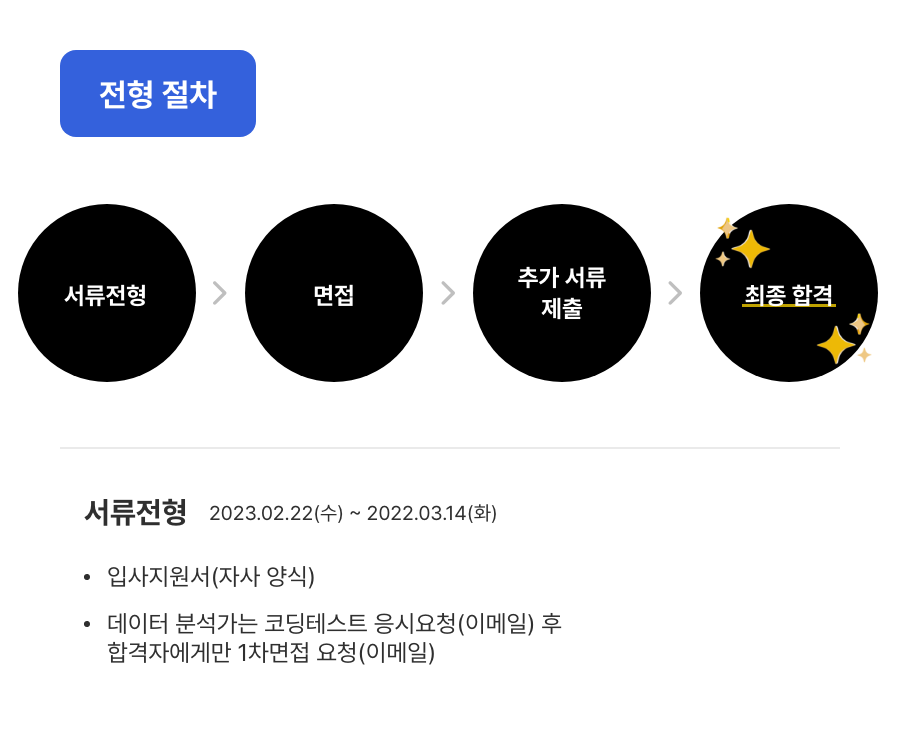 전형 절차
서류전형
면접
추가 서류
제출
최종 합격
서류전형 2023.02.22(수) ~ 2022.03.14(화)
• 입사지원서(자사 양식)
• 데이터 분석가는 코딩테스트 응시요청(이메일) 후
합격자에게만 1차면접 요청(이메일)